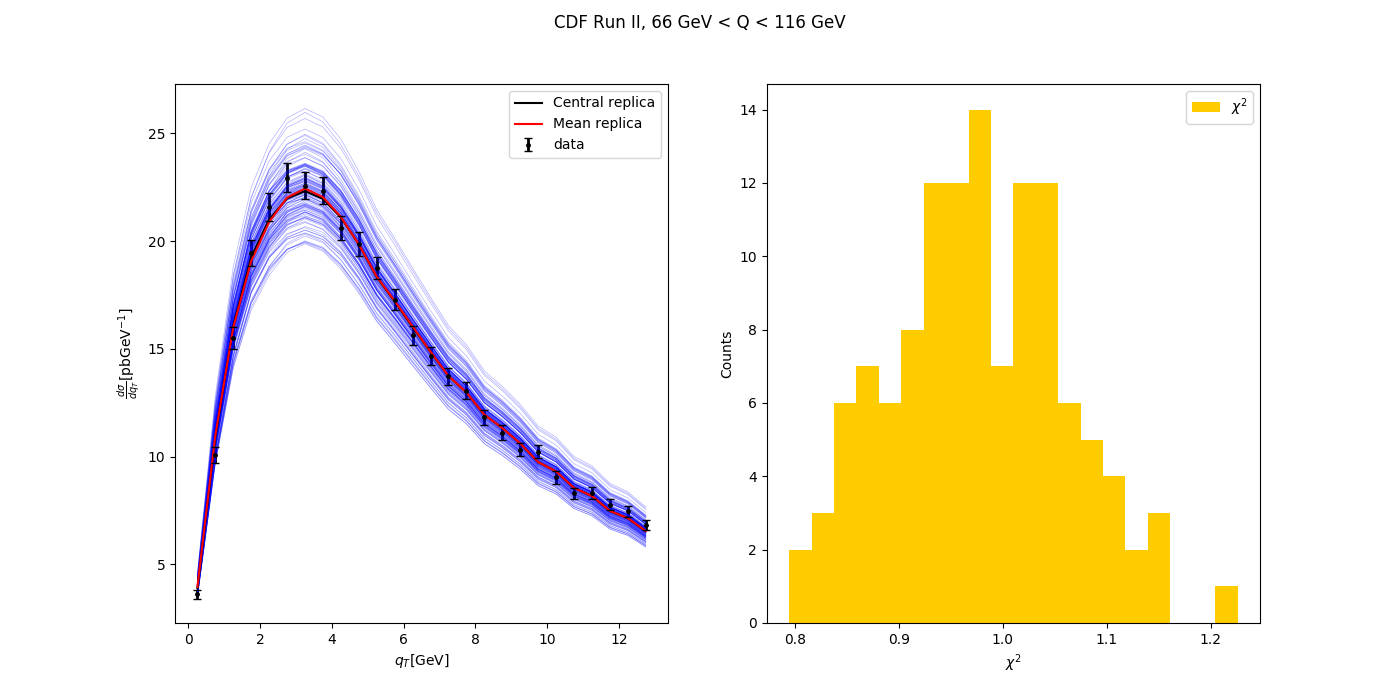 CDF Run II, 66 GeV < Q < 116 GeV
Central replica
Mean replica
data
25
20
15
10
5
dσ/dq_T [pbGeV⁻¹]
0 2 4 6 8 10 12
q_T[GeV]
χ²
14
12
10
8
6
4
2
0
Counts
0.8 0.9 1.0 1.1 1.2
χ²